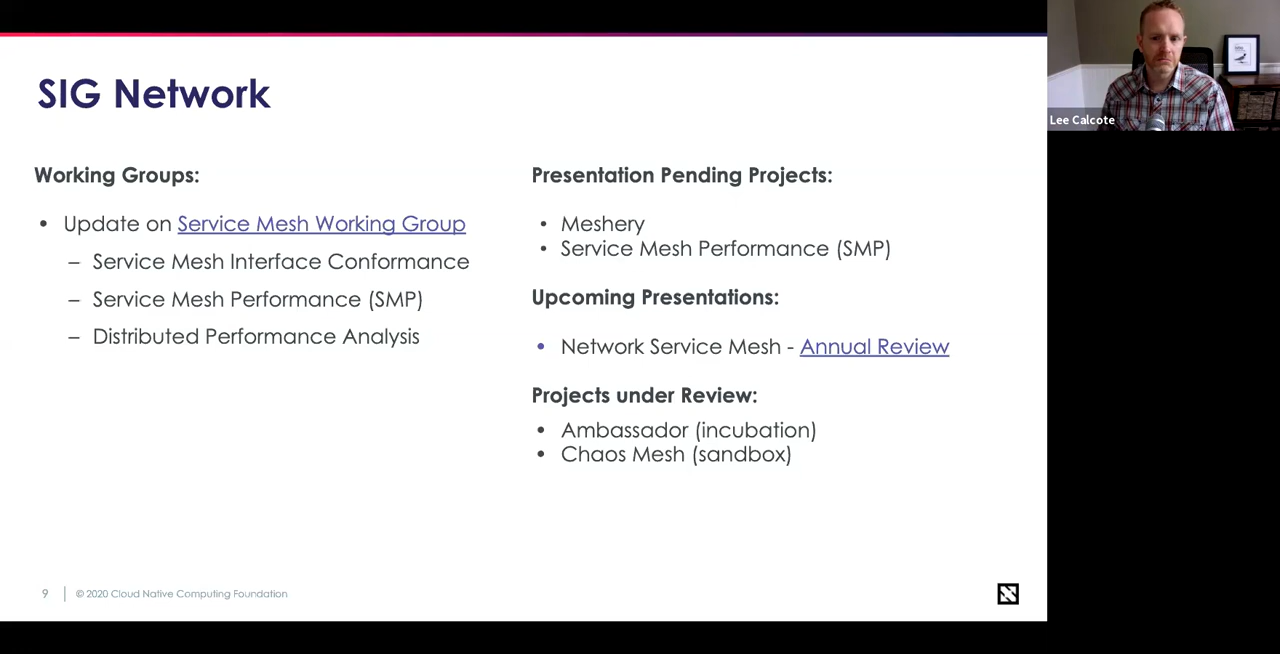 SIG Network
Working Groups:
• Update on Service Mesh Working Group
– Service Mesh Interface Conformance
– Service Mesh Performance (SMP)
– Distributed Performance Analysis
Presentation Pending Projects:
• Meshery
• Service Mesh Performance (SMP)
Upcoming Presentations:
• Network Service Mesh - Annual Review
Projects under Review:
• Ambassador (incubation)
• Chaos Mesh (sandbox)
9 | © 2020 Cloud Native Computing Foundation
Lee Calcote